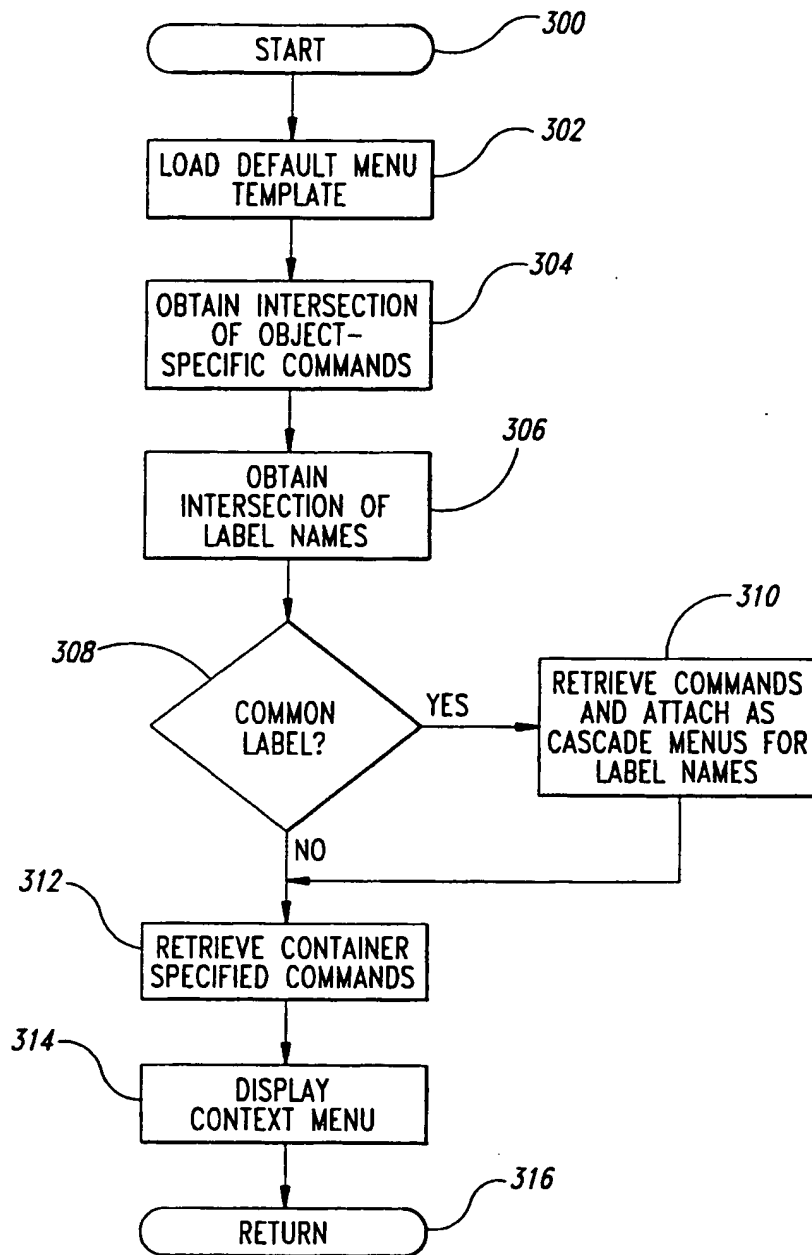 START
300
LOAD DEFAULT MENU
TEMPLATE
302
OBTAIN INTERSECTION
OF OBJECT-
SPECIFIC COMMANDS
304
OBTAIN
INTERSECTION OF
LABEL NAMES
306
308
COMMON
LABEL?
YES
NO
310
RETRIEVE COMMANDS
AND ATTACH AS
CASCADE MENUS FOR
LABEL NAMES
312
RETRIEVE CONTAINER
SPECIFIED COMMANDS
314
DISPLAY
CONTEXT MENU
RETURN
316